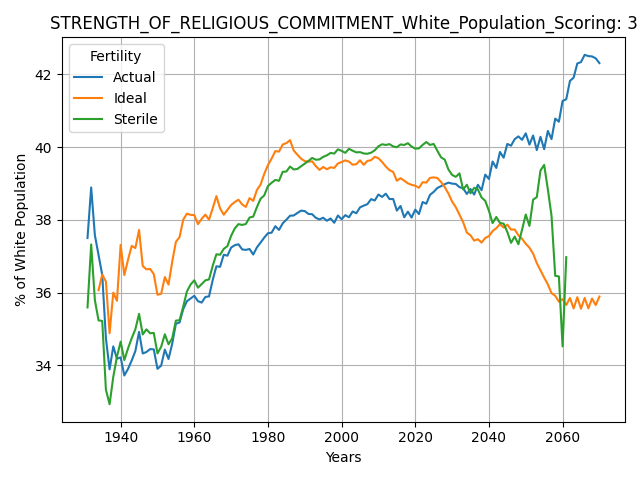 STRENGTH_OF_RELIGIOUS_COMMITMENT_White_Population_Scoring: 3
Fertility
Actual
Ideal
Sterile
% of White Population
42
40
38
36
34
1940 1960 1980 2000 2020 2040 2060
Years